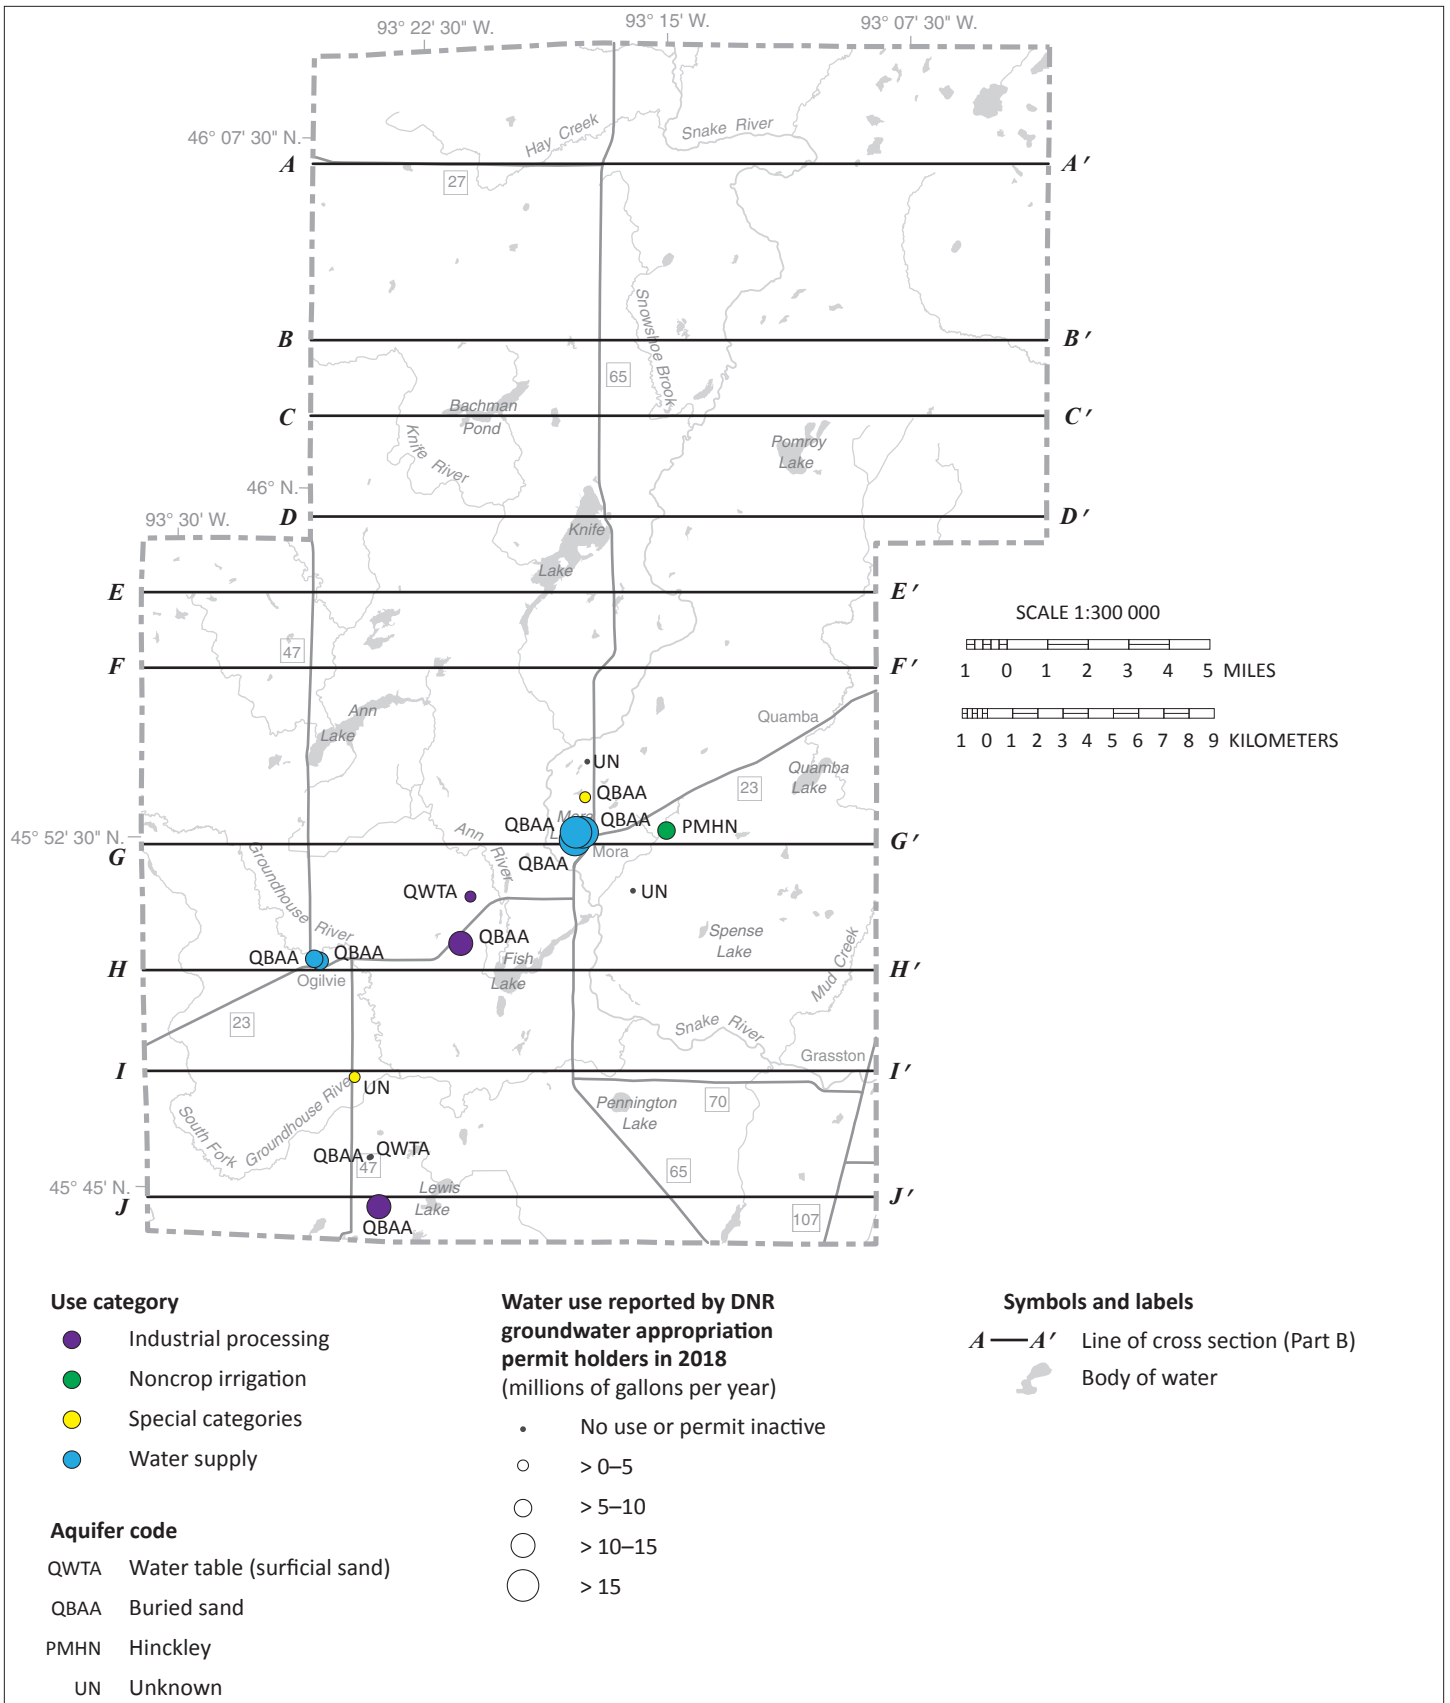 93° 22' 30" W.
93° 15' W.
93° 07' 30" W.
46° 07' 30" N.
Hay Creek
Snake River
A
A'
27
Snowshoe Brook
B
B'
65
Bachman
Pond
C
C'
Knife River
Pomroy
Lake
46° N.
D
D'
93° 30' W.
Knife
Lake
E
E'
SCALE 1:300 000
1 0 1 2 3 4 5 MILES
1 0 1 2 3 4 5 6 7 8 9 KILOMETERS
47
F
F'
Ann
Lake
Quamba
UN
Quamba
Lake
23
QBAA
Mora
L
QBAA
QBAA
PMHN
45° 52' 30" N.
Ann River
G
G'
Mora
QBAA
Groundhouse River
QWTA
UN
QBAA
Spense
Lake
Mud Creek
QBAA
QBAA
Fish
Lake
H
H'
Ogilvie
23
Snake River
Grasston
I
I'
UN
South Fork Groundhouse River
Pennington
Lake
70
QBAA
QWTA
47
65
45° 45' N.
Lewis
Lake
J
J'
107
QBAA
Use category
Industrial processing
Noncrop irrigation
Special categories
Water supply
Aquifer code
QWTA Water table (surficial sand)
QBAA Buried sand
PMHN Hinckley
UN Unknown
Water use reported by DNR
groundwater appropriation
permit holders in 2018
(millions of gallons per year)
No use or permit inactive
> 0–5
> 5–10
> 10–15
> 15
Symbols and labels
A — A' Line of cross section (Part B)
Body of water